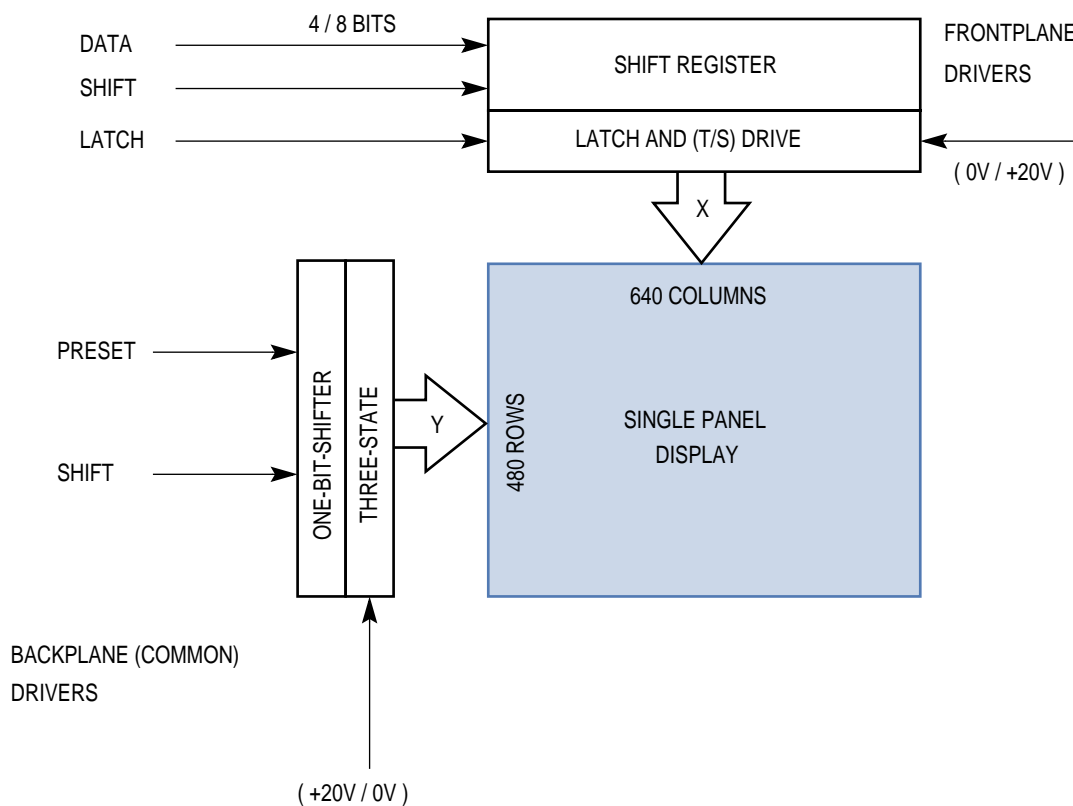 4 / 8 BITS
DATA
SHIFT
LATCH
SHIFT REGISTER
LATCH AND (T/S) DRIVE
FRONTPLANE
DRIVERS
( 0V / +20V )
X
640 COLUMNS
PRESET
SHIFT
ONE-BIT-SHIFTER
THREE-STATE
Y
480 ROWS
SINGLE PANEL
DISPLAY
BACKPLANE (COMMON)
DRIVERS
( +20V / 0V )